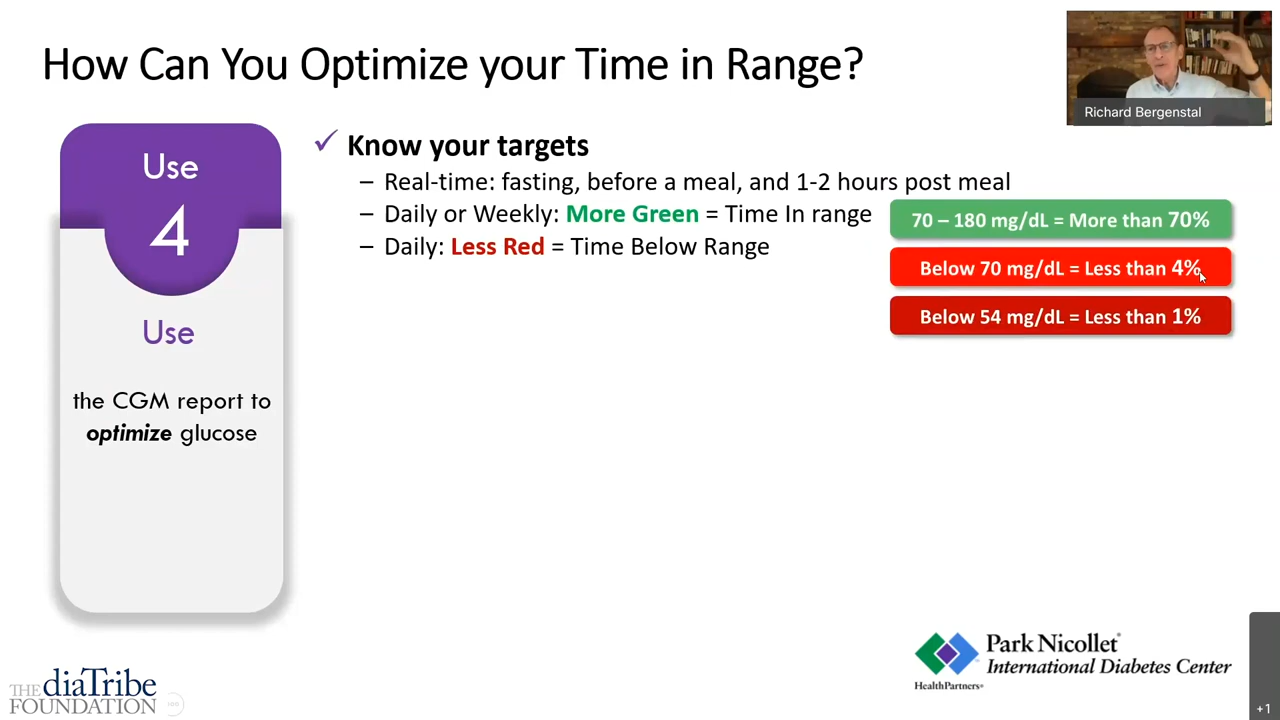 How Can You Optimize your Time in Range?
Richard Bergenstal
Use
4
Use
the CGM report to
optimize glucose
✓ Know your targets
– Real-time: fasting, before a meal, and 1-2 hours post meal
– Daily or Weekly: More Green = Time In range
– Daily: Less Red = Time Below Range
70 – 180 mg/dL = More than 70%
Below 70 mg/dL = Less than 4%
Below 54 mg/dL = Less than 1%
THE diaTribe
FOUNDATION
Park Nicollet®
International Diabetes Center
HealthPartners®
+1